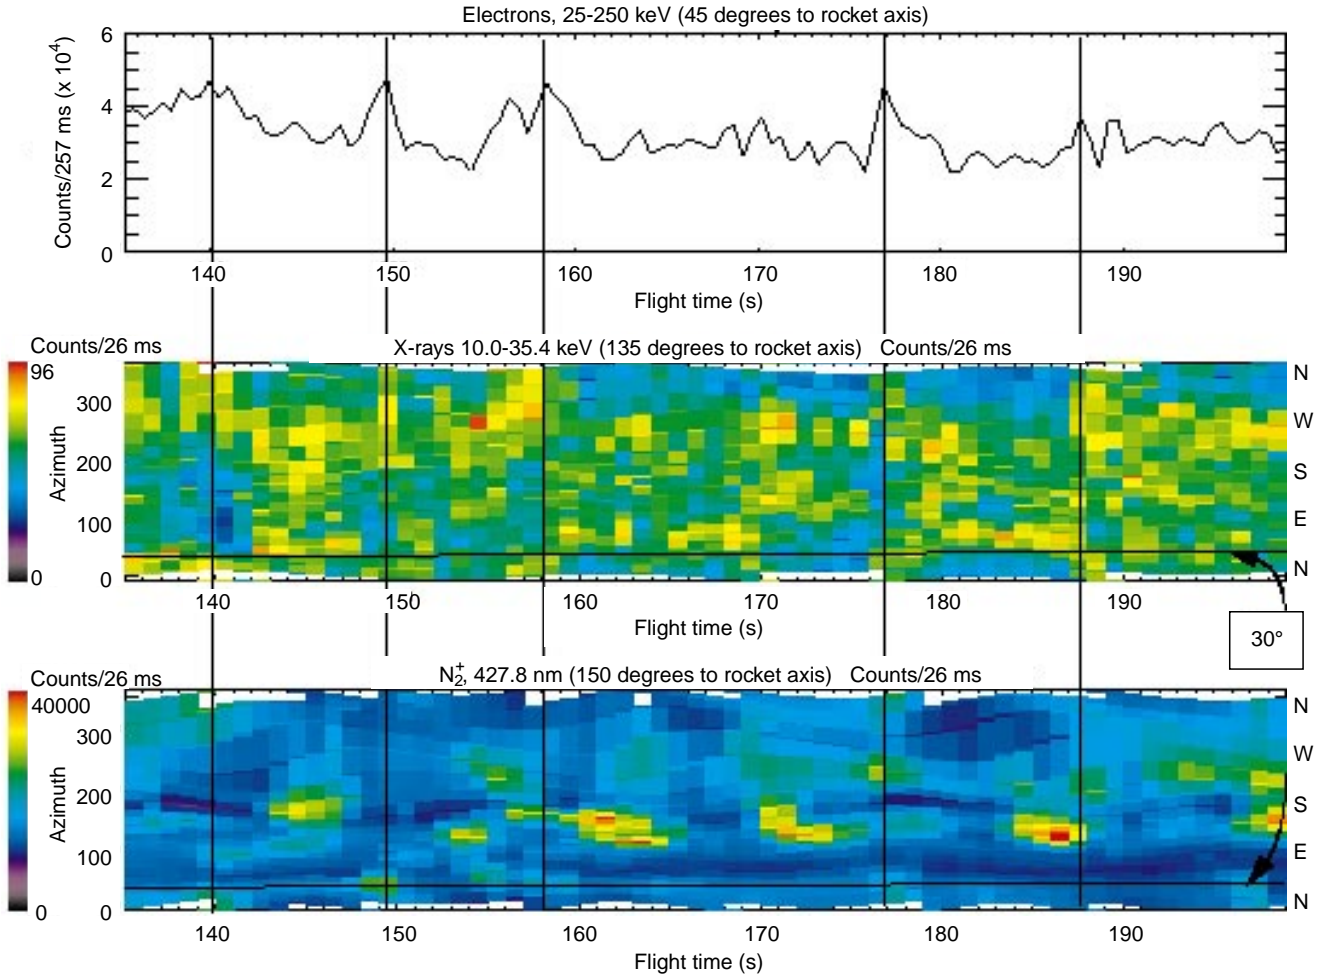 Electrons, 25-250 keV (45 degrees to rocket axis)
Counts/257 ms (x 10⁴)
6
4
2
0
140 150 160 170 180 190
Flight time (s)
Counts/26 ms
X-rays 10.0-35.4 keV (135 degrees to rocket axis) Counts/26 ms
96
0
Azimuth
300
200
100
0
N
W
S
E
N
140 150 160 170 180 190
Flight time (s)
30°
Counts/26 ms
N₂⁺, 427.8 nm (150 degrees to rocket axis) Counts/26 ms
40000
0
Azimuth
300
200
100
0
N
W
S
E
N
140 150 160 170 180 190
Flight time (s)